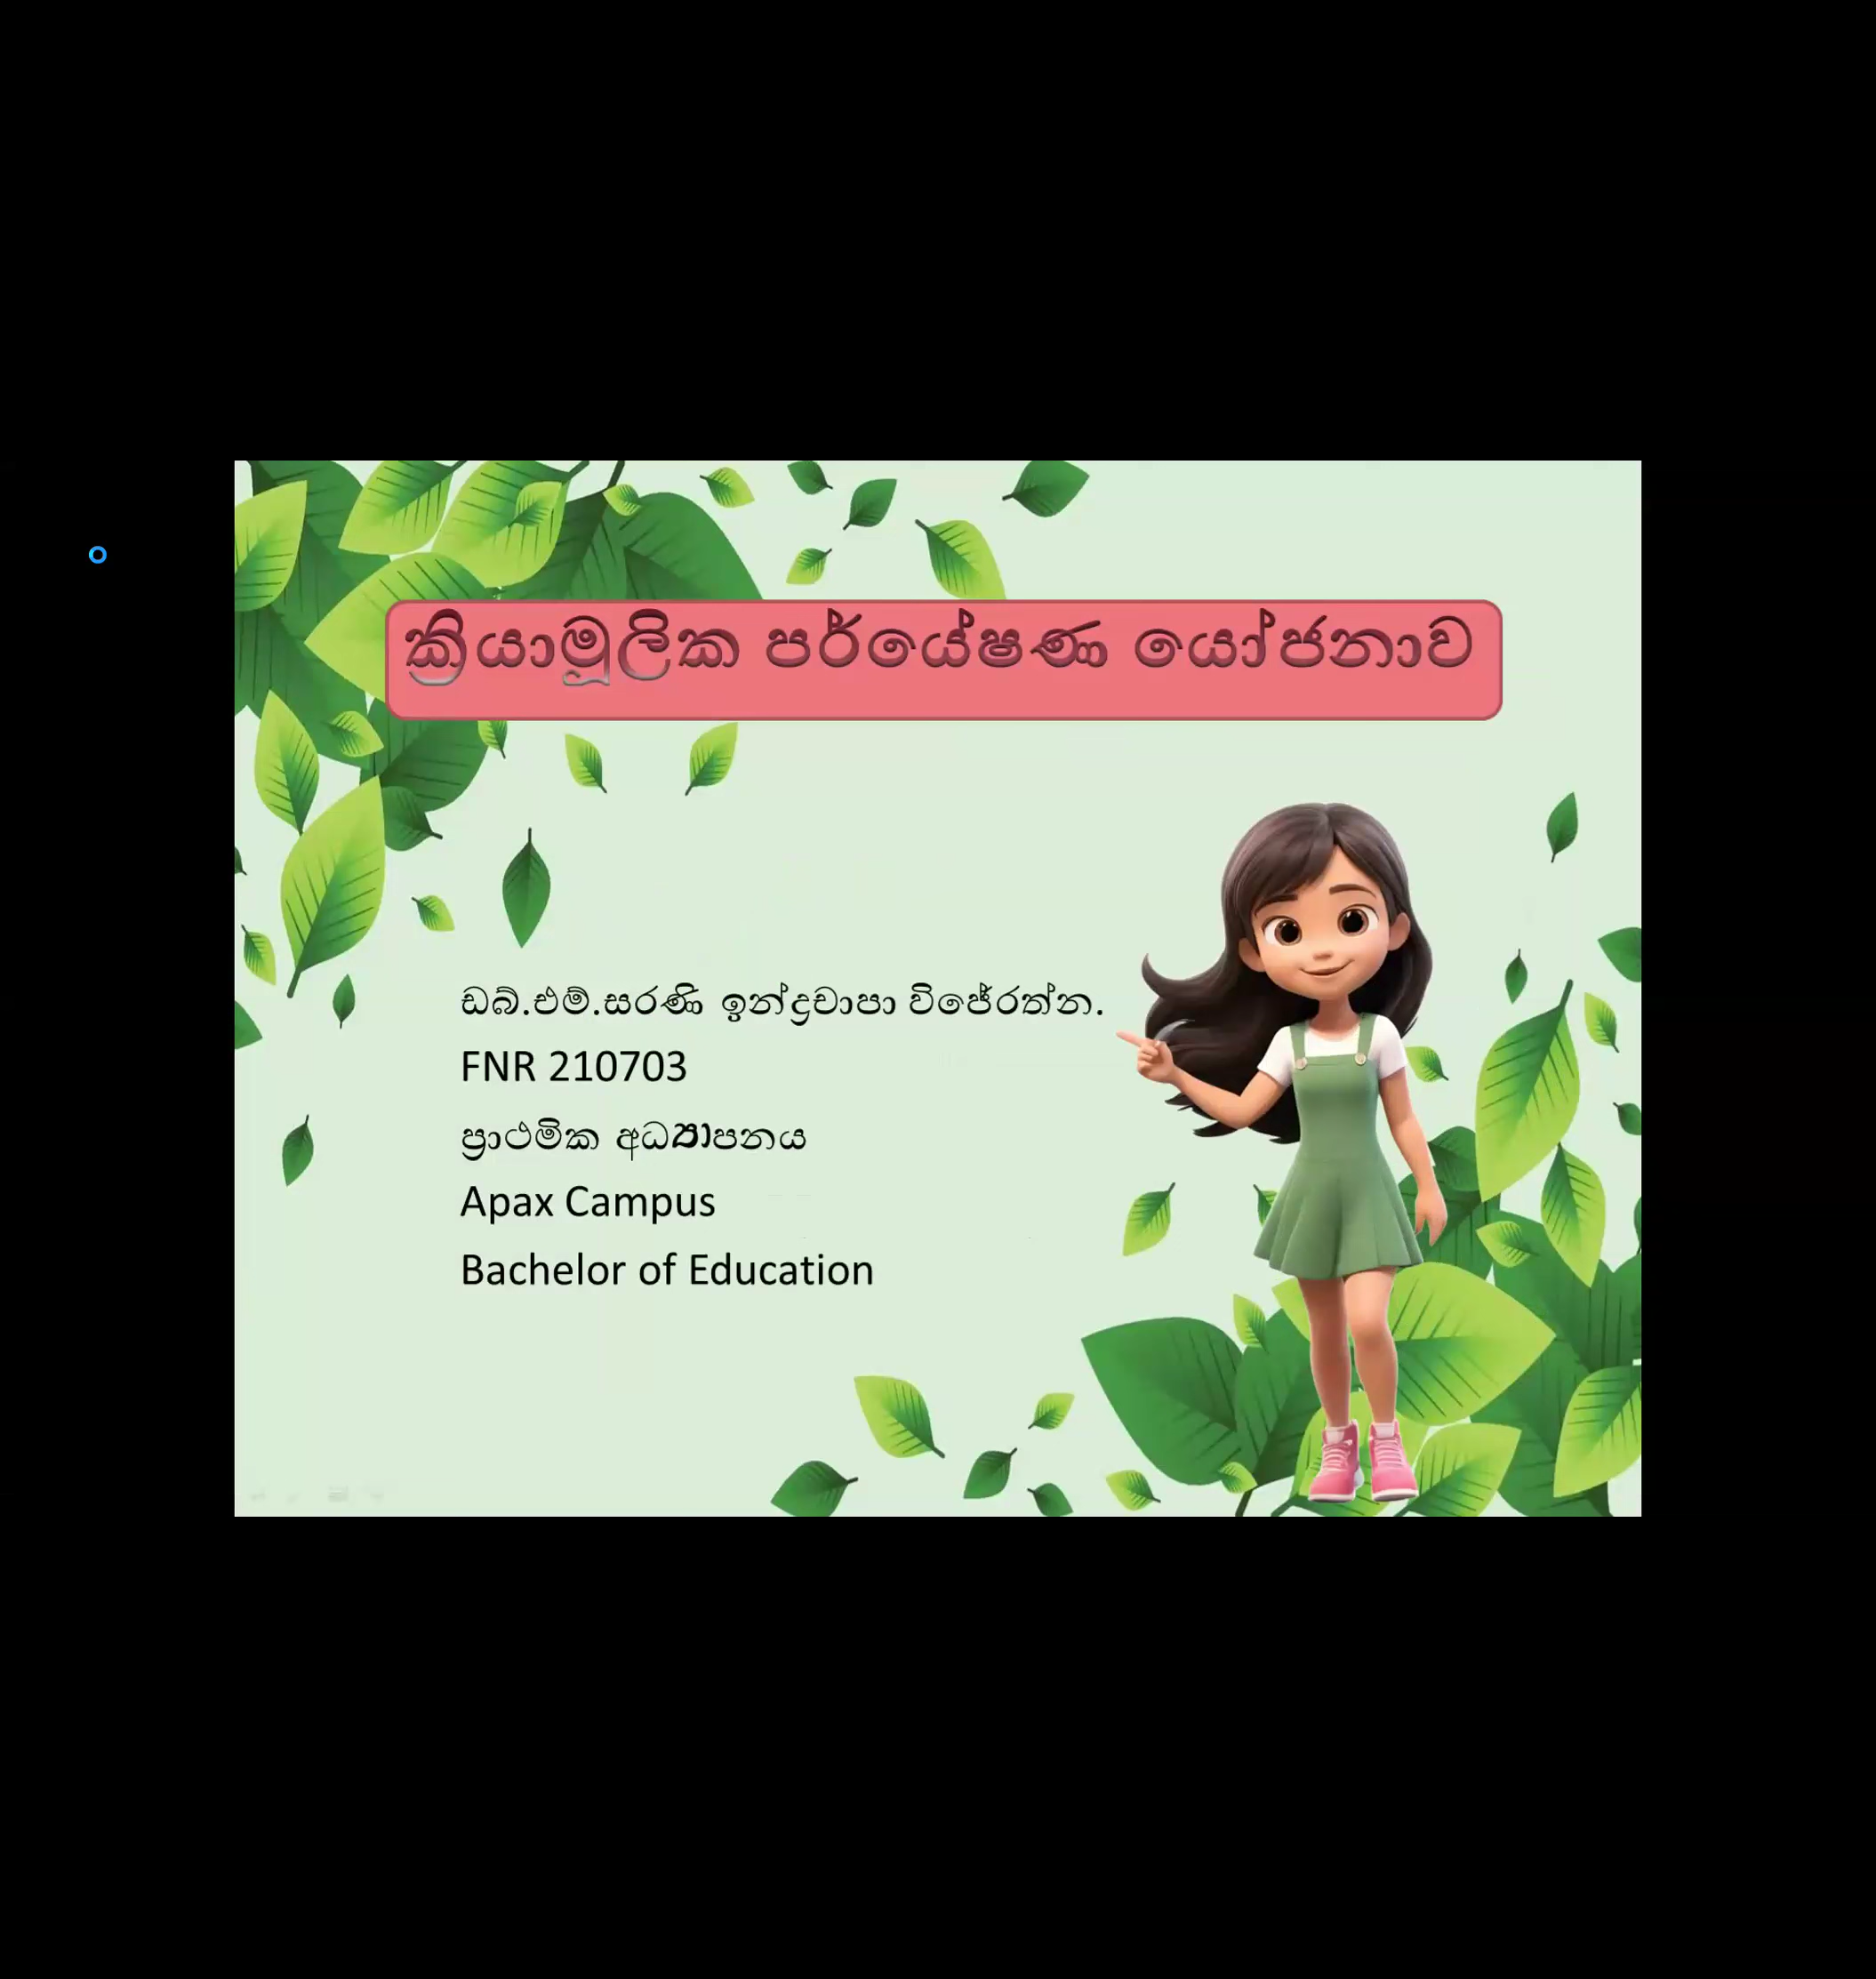 ක්‍රියාමූලික පර්යේෂණ යෝජනාව
ඩබ්.එම්.සරණි ඉන්ද්‍රචාපා විජේරත්න.
FNR 210703
ප්‍රාථමික අධ්‍යාපනය
Apax Campus
Bachelor of Education